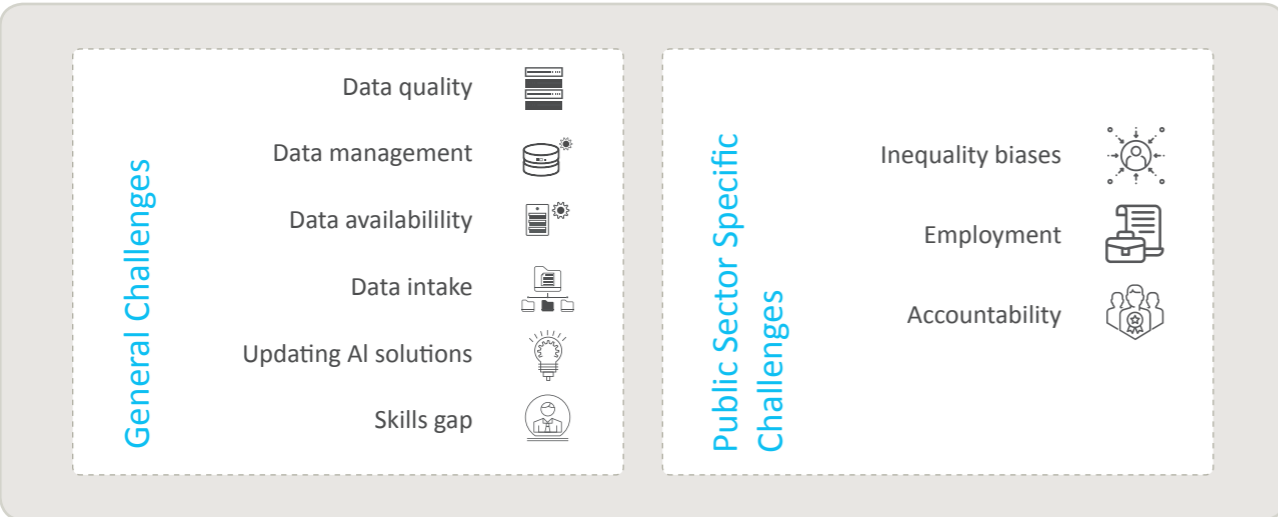 General Challenges
Data quality
Data management
Data availabilility
Data intake
Updating AI solutions
Skills gap
Public Sector Specific
Challenges
Inequality biases
Employment
Accountability